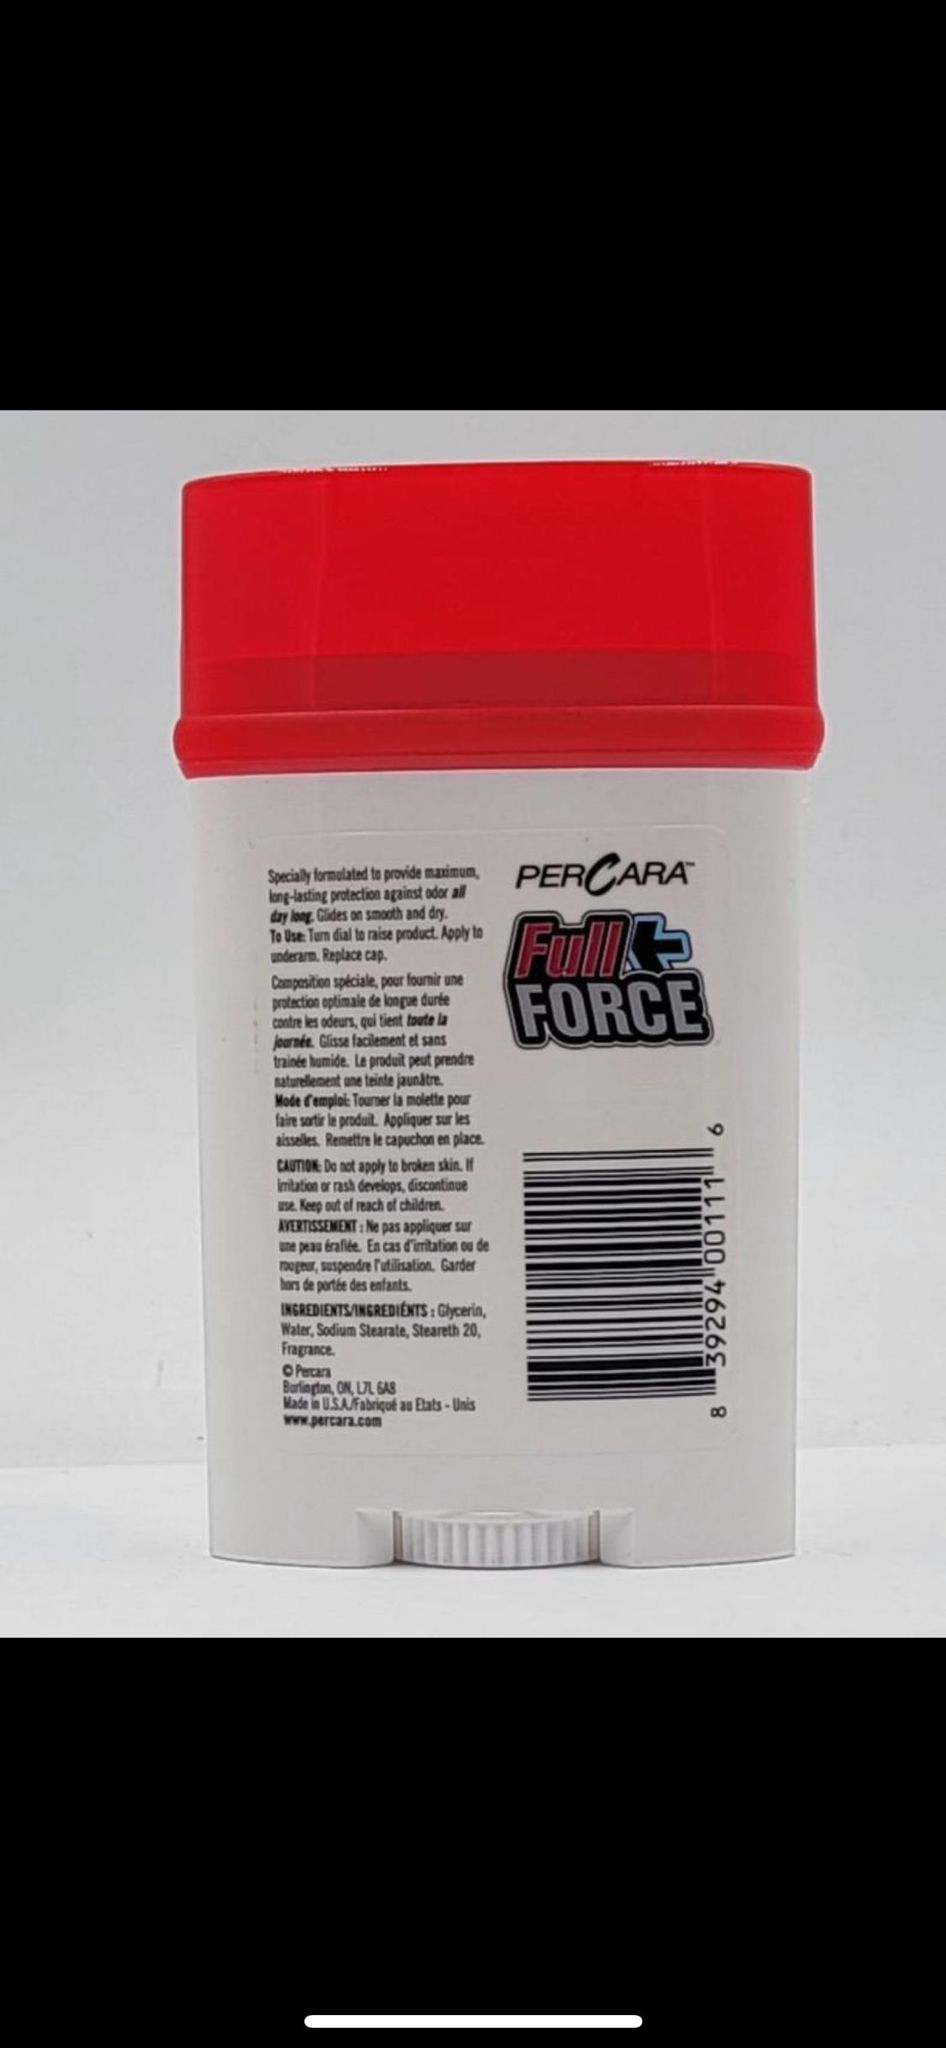 Specially formulated to provide maximum,
long-lasting protection against odor all
day long. Glides on smooth and dry.
To Use: Turn dial to raise product. Apply to
underarm. Replace cap.
Composition spéciale, pour fournir une
protection optimale de longue durée
contre les odeurs, qui tient toute la
journée. Glisse facilement et sans
trainée humide. Le produit peut prendre
naturellement une teinte jaunâtre.
Mode d'emploi: Tourner la molette pour
faire sortir le produit. Appliquer sur les
aisselles. Remettre le capuchon en place.
CAUTION: Do not apply to broken skin. If
irritation or rash develops, discontinue
use. Keep out of reach of children.
AVERTISSEMENT : Ne pas appliquer sur
une peau éraflée. En cas d'irritation ou de
rougeur, suspendre l'utilisation. Garder
hors de portée des enfants.
INGREDIENTS/INGREDIÉNTS : Glycerin,
Water, Sodium Stearate, Steareth 20,
Fragrance.
© Percara
Burlington, ON, L7L 6A8
Made in U.S.A./Fabriqué au Etats - Unis
www.percara.com
PERCARA™
Full
FORCE
8 39294 00111 6